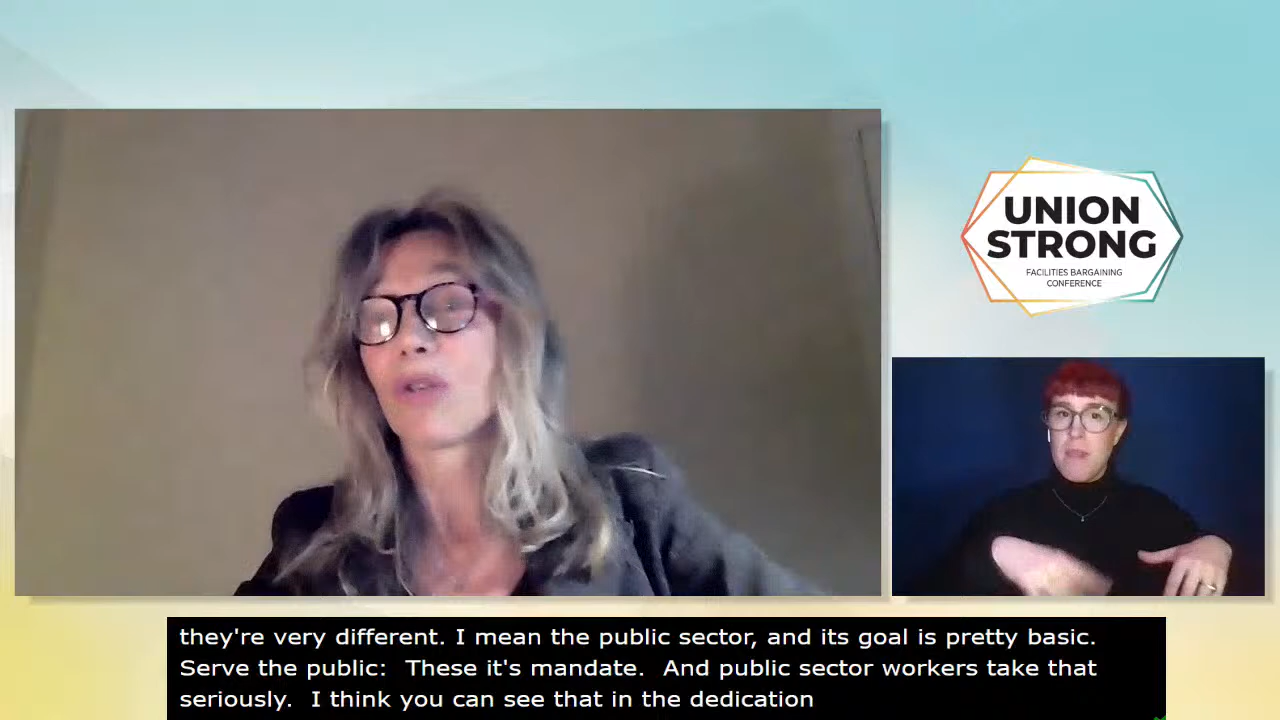 UNION
STRONG
FACILITIES BARGAINING
CONFERENCE
they're very different. I mean the public sector, and its goal is pretty basic.
Serve the public:  These it's mandate.  And public sector workers take that
seriously.  I think you can see that in the dedication